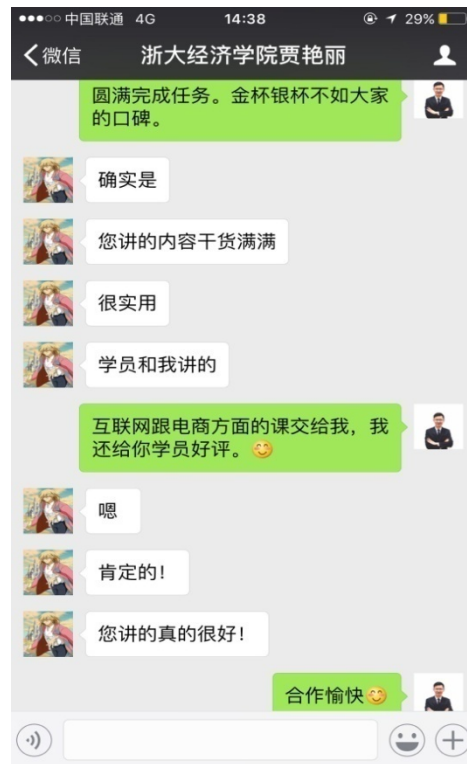 中国联通 4G 14:38 29%
微信 浙大经济学院贾艳丽
圆满完成任务。金杯银杯不如大家
的口碑。
确实是
您讲的内容干货满满
很实用
学员和我讲的
互联网跟电商方面的课交给我，我
还给你学员好评。😊
嗯
肯定的！
您讲的真的很好！
合作愉快😊